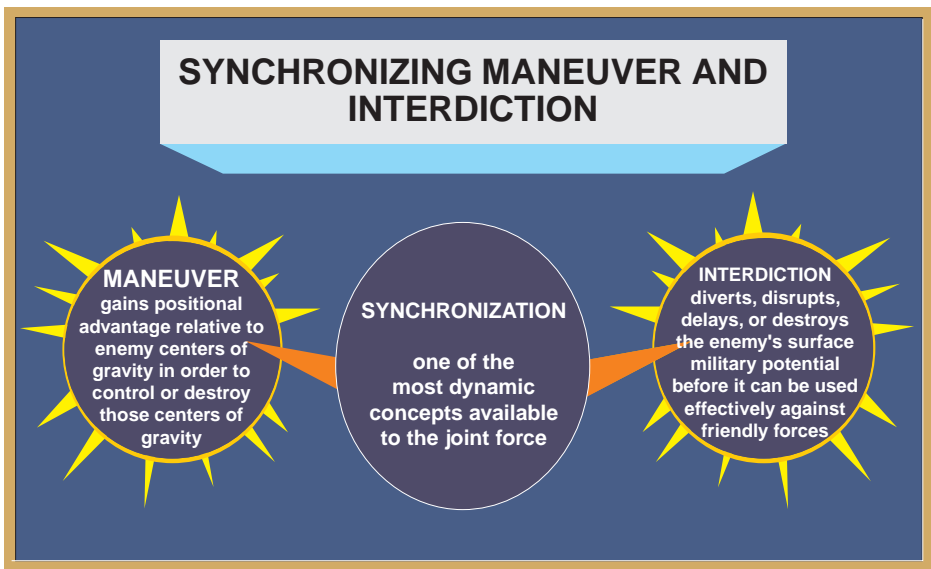 SYNCHRONIZING MANEUVER AND
INTERDICTION
MANEUVER
gains positional
advantage relative to
enemy centers of
gravity in order to
control or destroy
those centers of
gravity
SYNCHRONIZATION
one of the
most dynamic
concepts available
to the joint force
INTERDICTION
diverts, disrupts,
delays, or destroys
the enemy's surface
military potential
before it can be used
effectively against
friendly forces